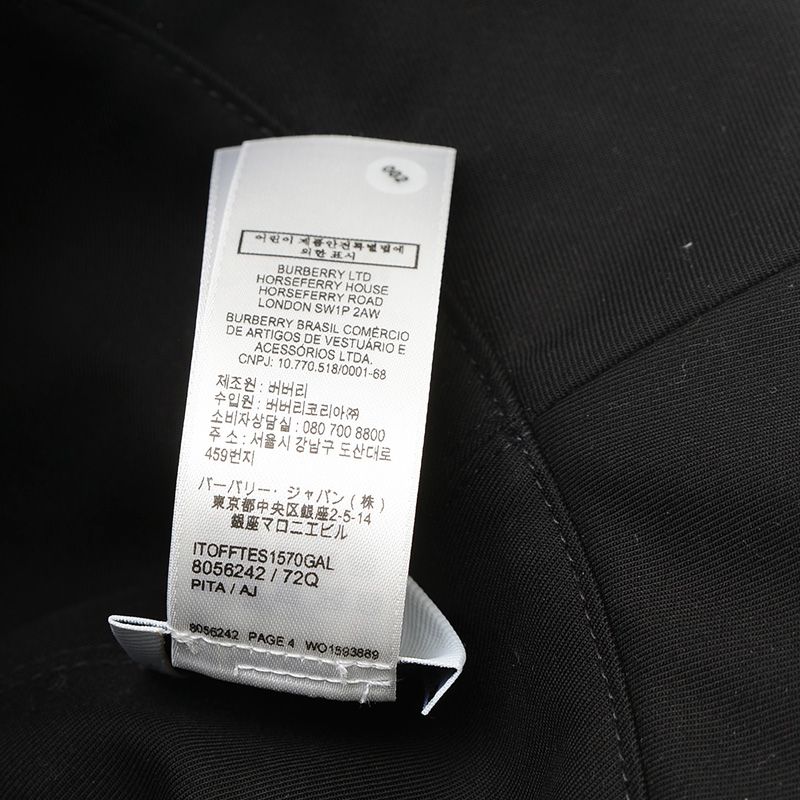 002
어린이 제품안전특별법에
의한 표시
BURBERRY LTD
HORSEFERRY HOUSE
HORSEFERRY ROAD
LONDON SW1P 2AW
BURBERRY BRASIL COMÉRCIO
DE ARTIGOS DE VESTUÁRIO E
ACESSÓRIOS LTDA.
CNPJ: 10.770.518/0001-68
제조원 : 버버리
수입원 : 버버리코리아㈜
소비자상담실 : 080 700 8800
주 소 : 서울시 강남구 도산대로
459번지
バーバリー・ジャパン(株)
東京都中央区銀座2-5-14
銀座マロニエビル
ITOFFTES1570GAL
8056242 / 72Q
PITA / AJ
8056242 PAGE 4 WO1593889